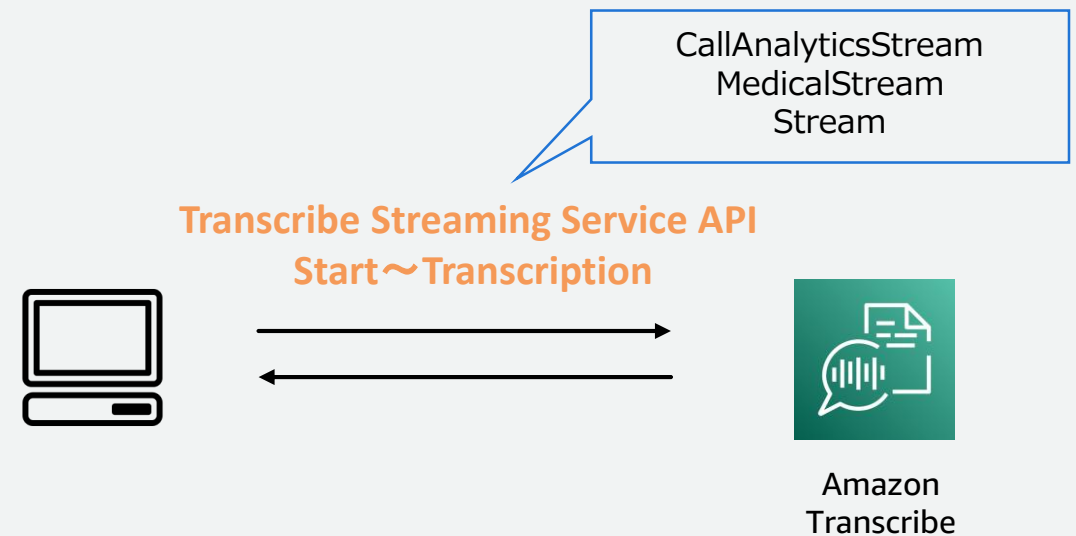 CallAnalyticsStream
MedicalStream
Stream
Transcribe Streaming Service API
Start～Transcription
Amazon
Transcribe